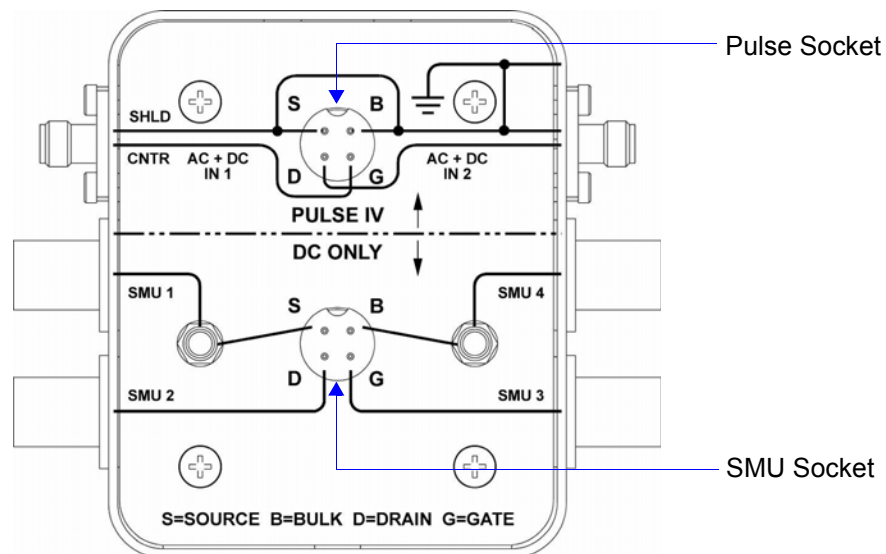 Pulse Socket
S B
SHLD
CNTR AC + DC IN 1 D G AC + DC IN 2
PULSE IV
DC ONLY
SMU 1 SMU 4
S B
D G
SMU 2 SMU 3
SMU Socket
S=SOURCE B=BULK D=DRAIN G=GATE